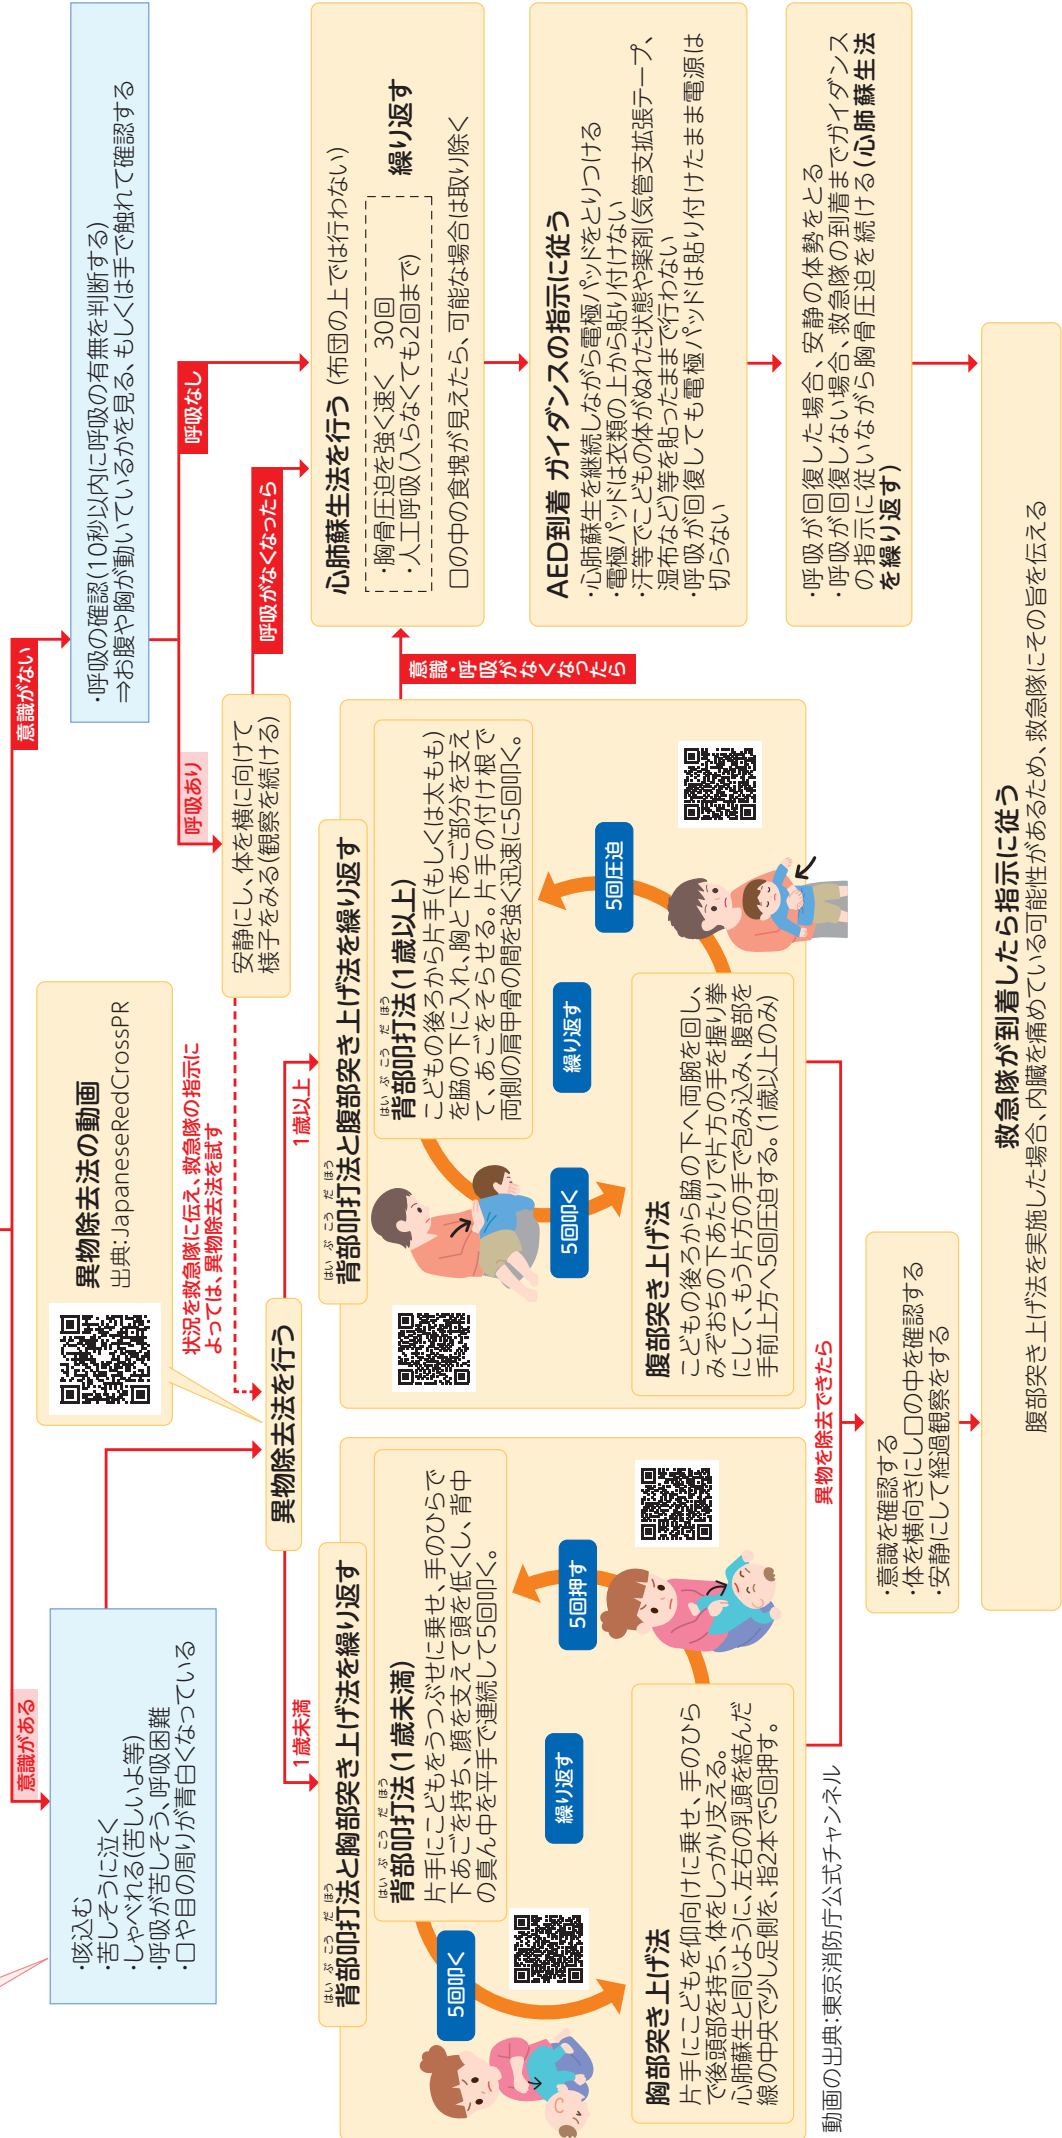 意識がある
・咳込む
・苦しそうに泣く
・しゃべれる(苦しいよ等)
・呼吸が苦しそう、呼吸困難
・口や目の周りが青白くなっている
異物除去法の動画
出典:JapaneseRedCrossPR
意識がない
・呼吸の確認(10秒以内に呼吸の有無を判断する)
⇒お腹や胸が動いているかを見る、もしくは手で触れて確認する
呼吸あり
呼吸なし
安静にし、体を横に向けて
様子をみる(観察を続ける)
呼吸がなくなったら
状況を救急隊に伝え、救急隊の指示に
よっては、異物除去法を試す
異物除去法を行う
1歳未満
1歳以上
はい ぶ こう だ ほう
背部叩打法と胸部突き上げ法を繰り返す
はい ぶ こう だ ほう
背部叩打法(1歳未満)
片手にこどもをうつぶせに乗せ、手のひらで
下あごを持ち、顔を支えて頭を低くし、背中
の真ん中を平手で連続して5回叩く。
5回叩く
繰り返す
5回押す
胸部突き上げ法
片手にこどもを仰向けに乗せ、手のひら
で後頭部を持ち、体をしっかり支える。
心肺蘇生と同じように、左右の乳頭を結んだ
線の中央で少し足側を、指2本で5回押す。
動画の出典:東京消防庁公式チャンネル
はい ぶ こう だ ほう
背部叩打法と腹部突き上げ法を繰り返す
はい ぶ こう だ ほう
背部叩打法(1歳以上)
こどもの後ろから片手(もしくは太もも)
を脇の下に入れ、胸と下あご部分を支え
て、あごをそらせる。片手の付け根で
両側の肩甲骨の間を強く迅速に5回叩く。
5回叩く
繰り返す
5回圧迫
腹部突き上げ法
こどもの後ろから脇の下へ両腕を回し、
みぞおちの下あたりで片方の手を握り拳
にして、もう片方の手で包み込み、腹部を
手前上方へ5回圧迫する。(1歳以上のみ)
意識・呼吸がなくなったら
心肺蘇生法を行う (布団の上では行わない)
・胸骨圧迫を強く速く 30回
・人工呼吸(入らなくても2回まで)
繰り返す
口の中の食塊が見えたら、可能な場合は取り除く
AED到着 ガイダンスの指示に従う
・心肺蘇生を継続しながら電極パッドをとりつける
・電極パッドは衣類の上から貼り付けない
・汗等でこどもの体がぬれた状態や薬剤(気管支拡張テープ、
湿布など)等を貼ったままで行わない
・呼吸が回復しても電極パッドは貼り付けたまま電源は
切らない
・呼吸が回復した場合、安静の体勢をとる
・呼吸が回復しない場合、救急隊の到着までガイダンス
の指示に従いながら胸骨圧迫を続ける(心肺蘇生法
を繰り返す)
異物を除去できたら
・意識を確認する
・体を横向きにし口の中を確認する
・安静にして経過観察をする
救急隊が到着したら指示に従う
腹部突き上げ法を実施した場合、内臓を痛めている可能性があるため、救急隊にその旨を伝える